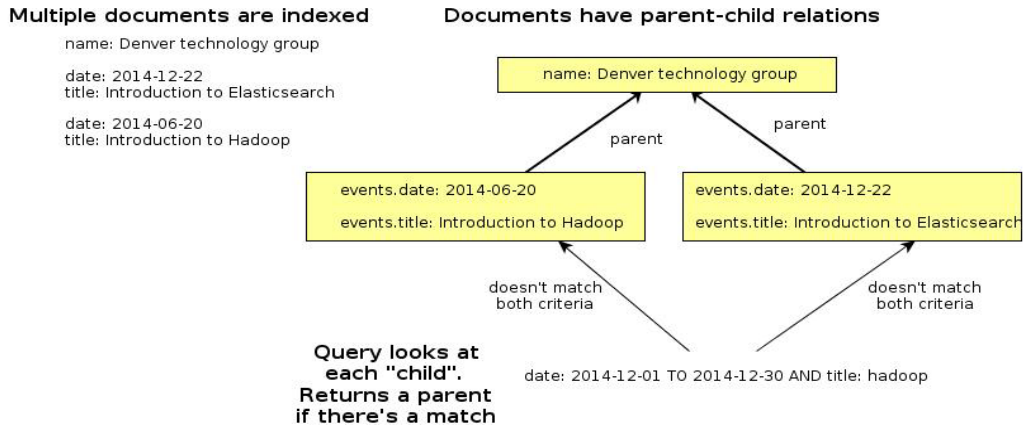 Multiple documents are indexed
name: Denver technology group
date: 2014-12-22
title: Introduction to Elasticsearch
date: 2014-06-20
title: Introduction to Hadoop
Documents have parent-child relations
name: Denver technology group
parent
parent
events.date: 2014-06-20
events.title: Introduction to Hadoop
events.date: 2014-12-22
events.title: Introduction to Elasticsearch
doesn't match
both criteria
doesn't match
both criteria
Query looks at
each "child".
Returns a parent
if there's a match
date: 2014-12-01 TO 2014-12-30 AND title: hadoop